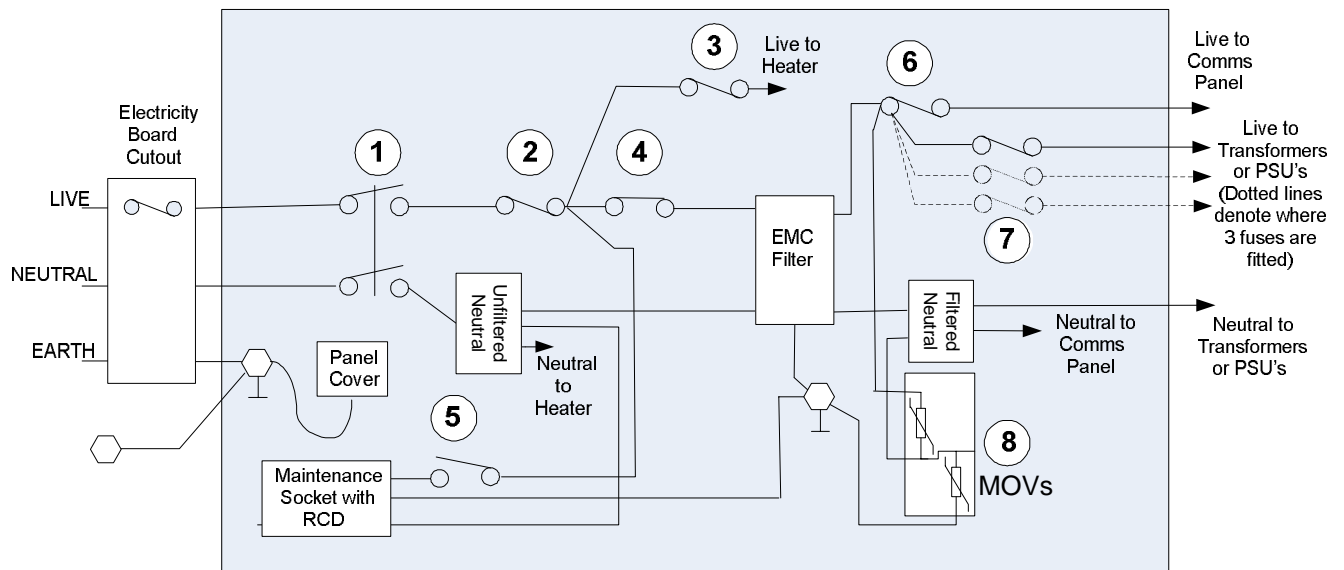 Electricity
Board
Cutout
LIVE
NEUTRAL
EARTH
1
2
3
Live to
Heater
4
6
Live to
Comms
Panel
Live to
Transformers
or PSU's
(Dotted lines
denote where
3 fuses are
fitted)
7
EMC
Filter
Unfiltered
Neutral
Filtered
Neutral
Neutral to
Comms
Panel
Neutral to
Transformers
or PSU's
Panel
Cover
Neutral
to
Heater
5
8
MOVs
Maintenance
Socket with
RCD